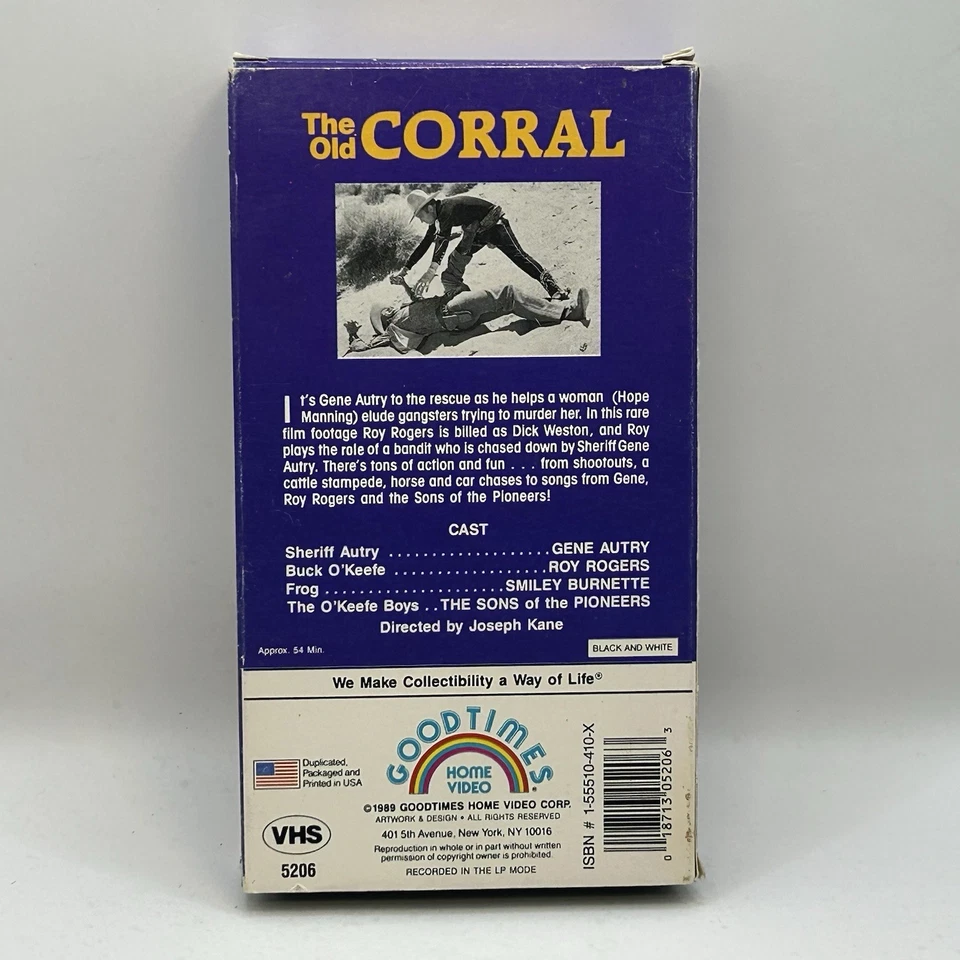 The Old CORRAL
It's Gene Autry to the rescue as he helps a woman (Hope
Manning) elude gangsters trying to murder her. In this rare
film footage Roy Rogers is billed as Dick Weston, and Roy
plays the role of a bandit who is chased down by Sheriff Gene
Autry. There's tons of action and fun . . . from shootouts, a
cattle stampede, horse and car chases to songs from Gene,
Roy Rogers and the Sons of the Pioneers!
CAST
Sheriff Autry ...................GENE AUTRY
Buck O'Keefe ..................ROY ROGERS
Frog .....................SMILEY BURNETTE
The O'Keefe Boys . .THE SONS of the PIONEERS
Directed by Joseph Kane
Approx. 54 Min.
BLACK AND WHITE
We Make Collectibility a Way of Life®
Duplicated,
Packaged and
Printed in USA
VHS
5206
GOODTIMES
HOME
VIDEO®
©1989 GOODTIMES HOME VIDEO CORP.
ARTWORK & DESIGN • ALL RIGHTS RESERVED
401 5th Avenue, New York, NY 10016
Reproduction in whole or in part without written
permission of copyright owner is prohibited.
RECORDED IN THE LP MODE
ISBN # 1-55510-410-X
0 18713 05206 3